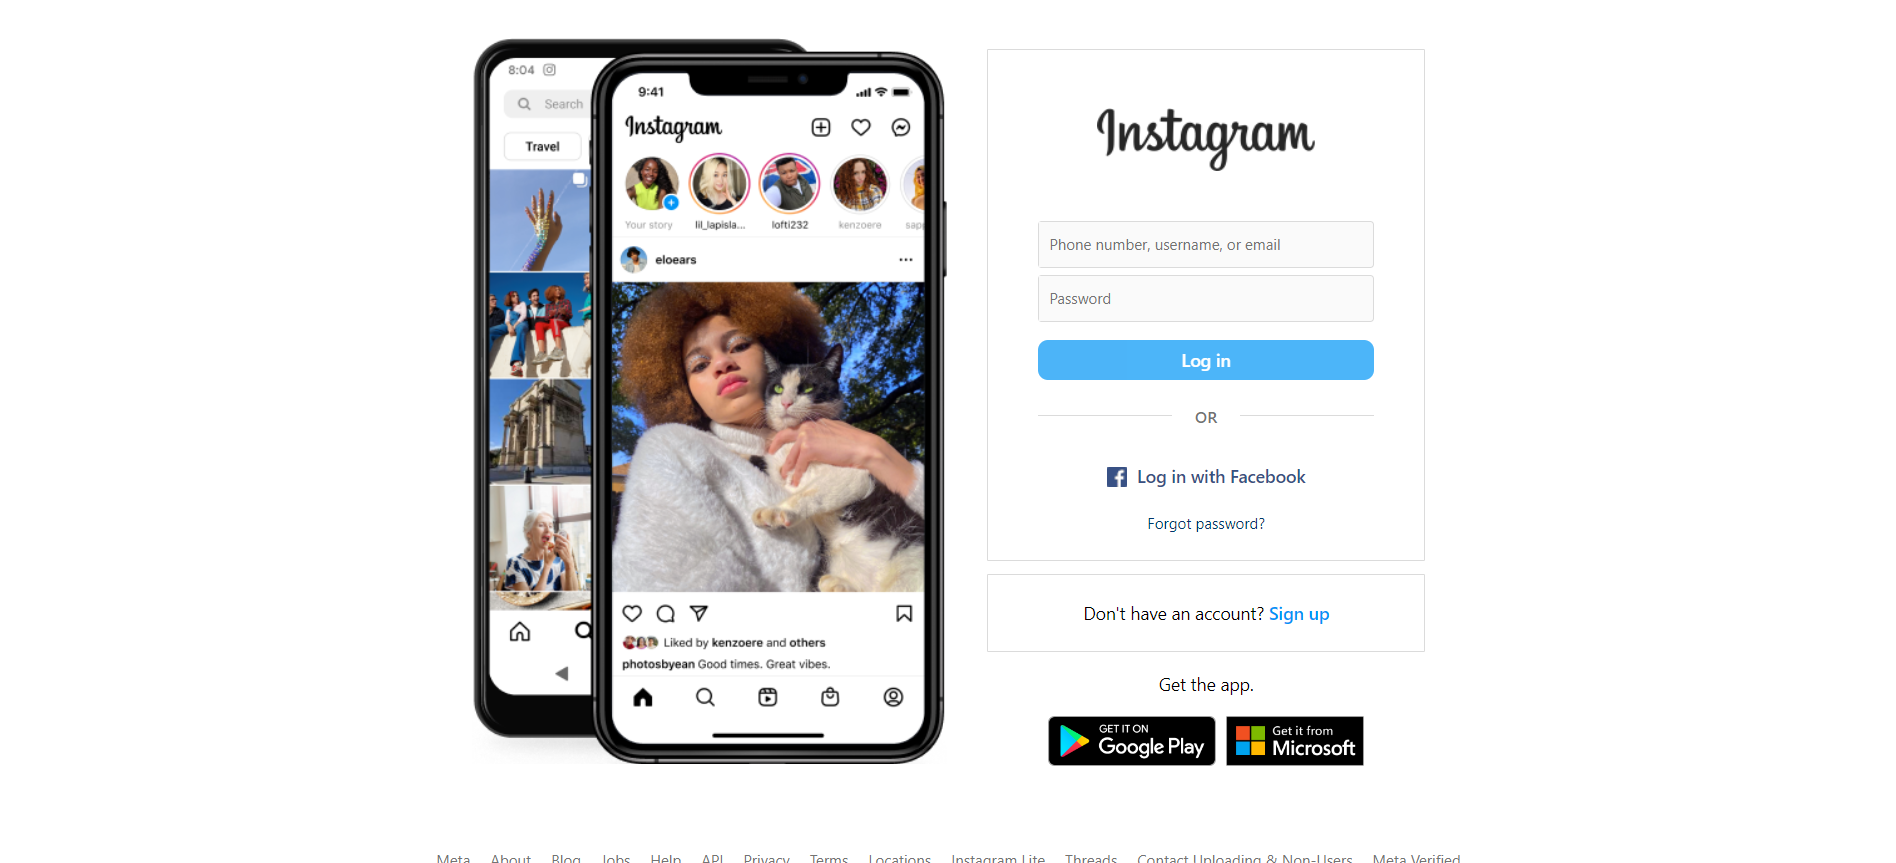 8:04
Search
Travel
9:41
Instagram
Your story
lil_lapisla...
lofti232
kenzoere
sapp
eloears
Liked by kenzoere and others
photosbyean Good times. Great vibes.
Instagram
Phone number, username, or email
Password
Log in
OR
Log in with Facebook
Forgot password?
Don't have an account? Sign up
Get the app.
GET IT ON
Google Play
Get it from
Microsoft
Meta About Blog Jobs Help API Privacy Terms Locations Instagram Lite Threads Contact Uploading & Non-Users Meta Verified